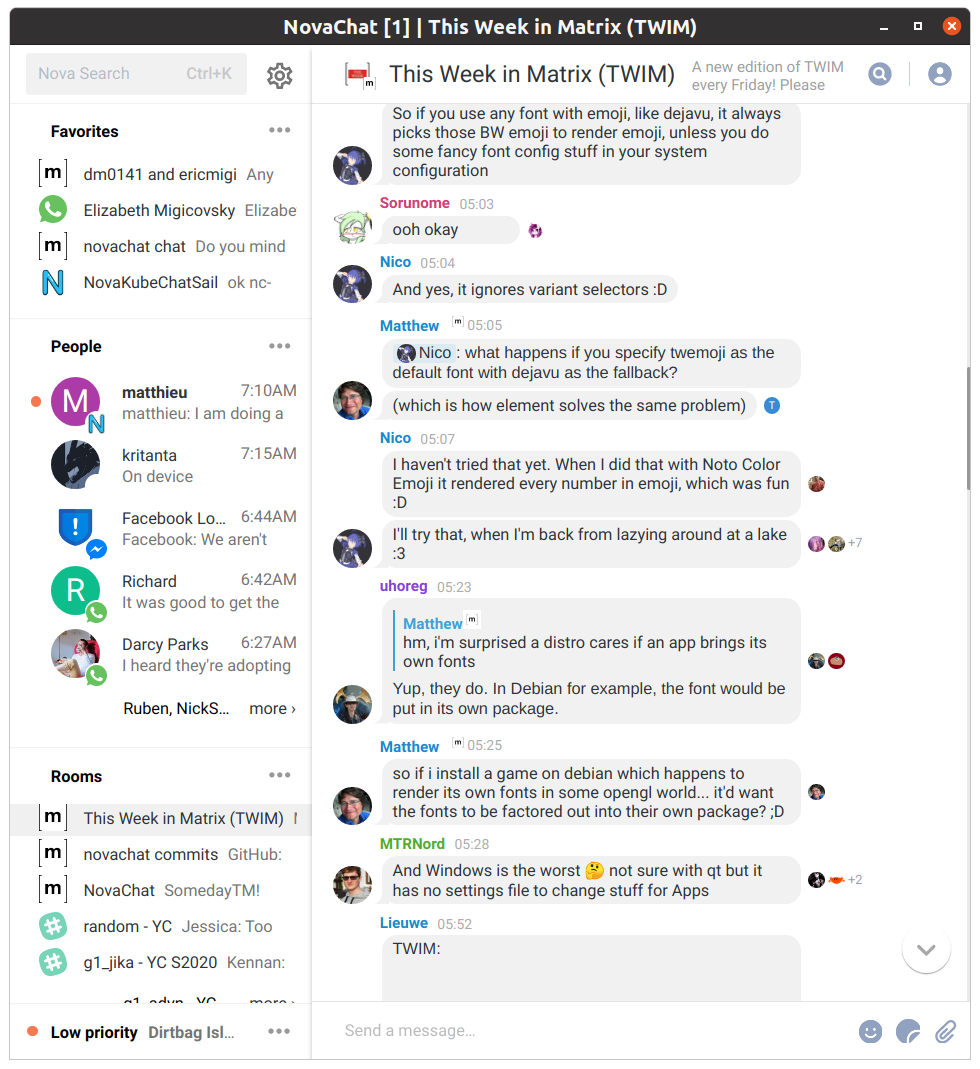 NovaChat [1] | This Week in Matrix (TWIM)
Nova Search Ctrl+K
Favorites
[m] dm0141 and ericmigi Any
Elizabeth Migicovsky Elizabe
[m] novachat chat Do you mind
N NovaKubeChatSail ok nc-
People
M N matthieu 7:10AM
matthieu: I am doing a
kritanta 7:15AM
On device
Facebook Lo... 6:44AM
Facebook: We aren't
R Richard 6:42AM
It was good to get the
Darcy Parks 6:27AM
I heard they're adopting
Ruben, NickS... more ›
Rooms
[m] This Week in Matrix (TWIM)
[m] novachat commits GitHub:
[m] NovaChat SomedayTM!
random - YC Jessica: Too
g1_jika - YC S2020 Kennan:
Low priority Dirtbag Isl...
[m] This Week in Matrix (TWIM)
A new edition of TWIM
every Friday! Please
So if you use any font with emoji, like dejavu, it always
picks those BW emoji to render emoji, unless you do
some fancy font config stuff in your system
configuration
Sorunome 05:03
ooh okay
Nico 05:04
And yes, it ignores variant selectors :D
Matthew [m] 05:05
Nico : what happens if you specify twemoji as the
default font with dejavu as the fallback?
(which is how element solves the same problem) T
Nico 05:07
I haven't tried that yet. When I did that with Noto Color
Emoji it rendered every number in emoji, which was fun
:D
I'll try that, when I'm back from lazying around at a lake
:3
+7
uhoreg 05:23
Matthew [m]
hm, i'm surprised a distro cares if an app brings its
own fonts
Yup, they do. In Debian for example, the font would be
put in its own package.
Matthew [m] 05:25
so if i install a game on debian which happens to
render its own fonts in some opengl world... it'd want
the fonts to be factored out into their own package? ;D
MTRNord 05:28
And Windows is the worst 🤔 not sure with qt but it
has no settings file to change stuff for Apps
+2
Lieuwe 05:52
TWIM:
Send a message...